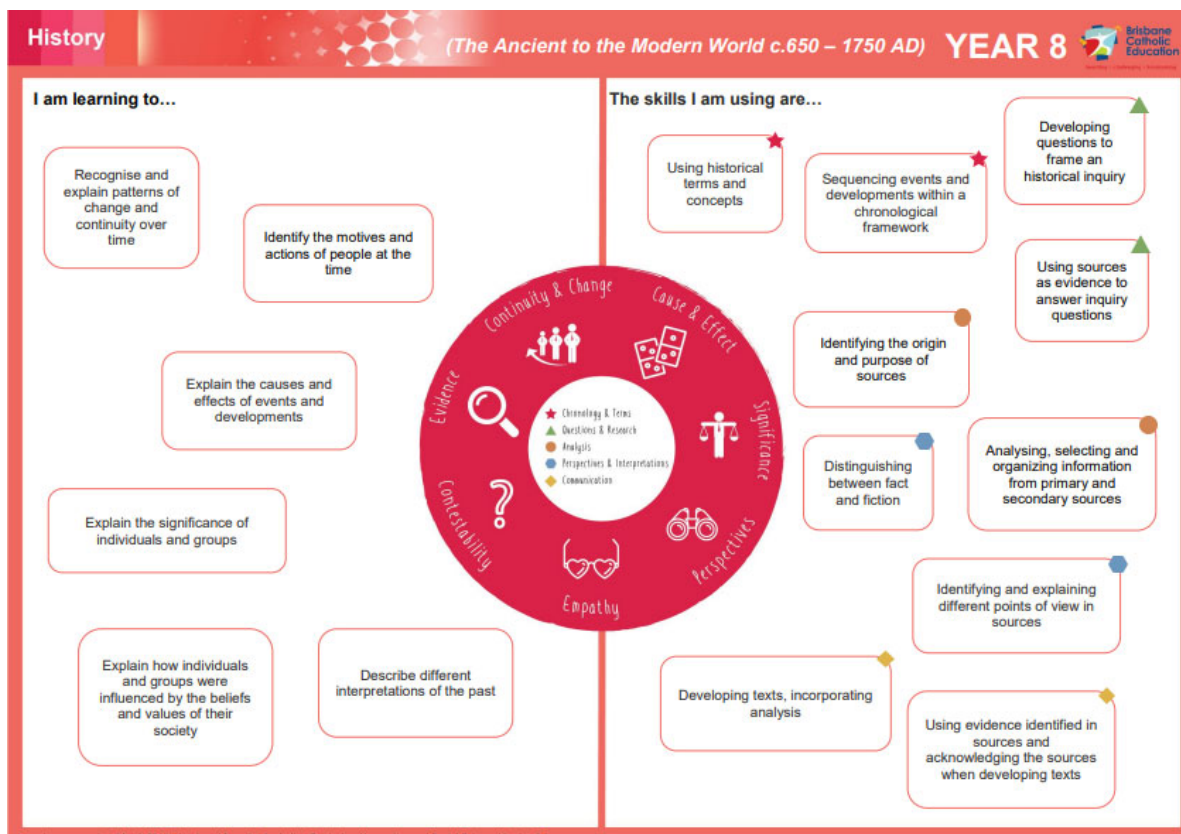 History
(The Ancient to the Modern World c.650 – 1750 AD)
YEAR 8
Brisbane
Catholic
Education
I am learning to…
Recognise and
explain patterns of
change and
continuity over
time
Identify the motives and
actions of people at the
time
Explain the causes and
effects of events and
developments
Explain the significance of
individuals and groups
Explain how individuals
and groups were
influenced by the beliefs
and values of their
society
Describe different
interpretations of the past
Continuity & Change
Cause & Effect
Significance
Perspectives
Empathy
Contestability
Evidence
Chronology & Terms
Questions & Research
Analysis
Perspectives & Interpretations
Communication
The skills I am using are…
Using historical
terms and
concepts
Sequencing events and
developments within a
chronological
framework
Developing
questions to
frame an
historical inquiry
Using sources
as evidence to
answer inquiry
questions
Identifying the origin
and purpose of
sources
Distinguishing
between fact
and fiction
Analysing, selecting and
organizing information
from primary and
secondary sources
Identifying and explaining
different points of view in
sources
Developing texts, incorporating
analysis
Using evidence identified in
sources and
acknowledging the sources
when developing texts